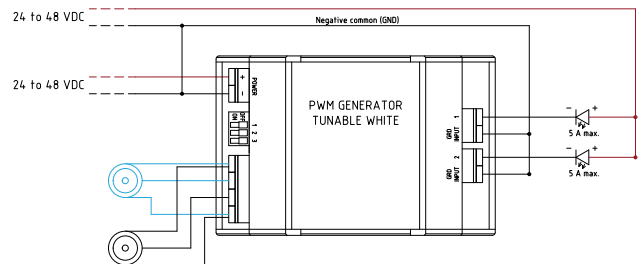 24 to 48 VDC
Negative common (GND)
24 to 48 VDC
+
−
POWER
PWM GENERATOR
TUNABLE WHITE
OFF
ON
1
2
3
1
INPUT
GND
2
INPUT
GND
− +
5 A max.
− +
5 A max.